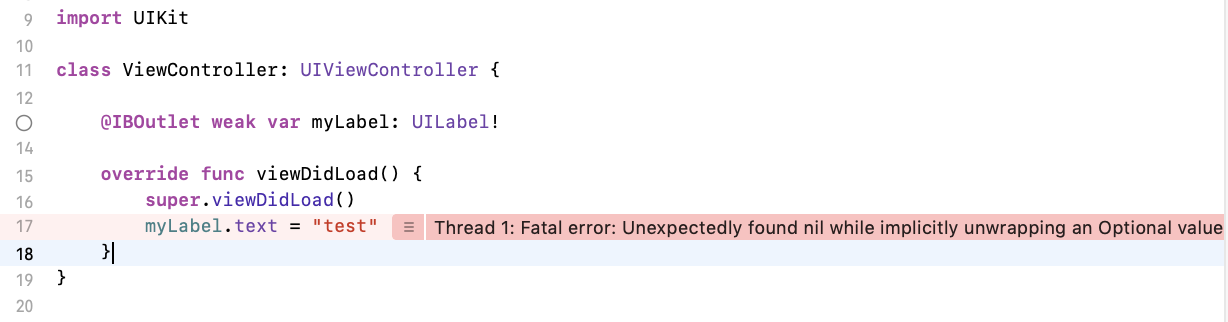 9 import UIKit
10
11 class ViewController: UIViewController {
12
@IBOutlet weak var myLabel: UILabel!
14
15 override func viewDidLoad() {
16 super.viewDidLoad()
17 myLabel.text = "test" Thread 1: Fatal error: Unexpectedly found nil while implicitly unwrapping an Optional value
18 }
19 }
20